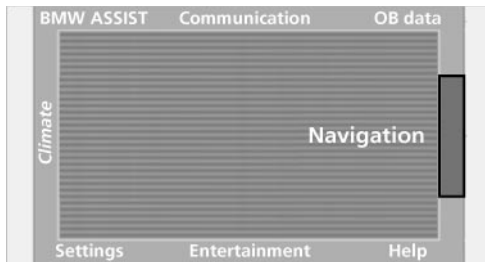 BMW ASSIST Communication OB data
Climate
Navigation
Settings Entertainment Help